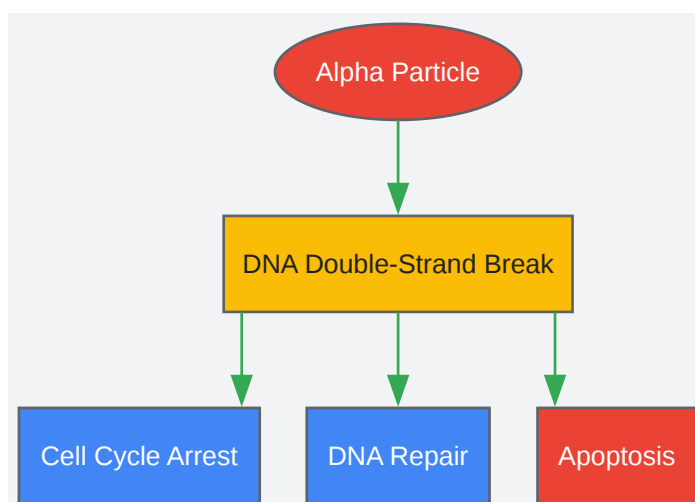 Alpha Particle
DNA Double-Strand Break
Cell Cycle Arrest
DNA Repair
Apoptosis